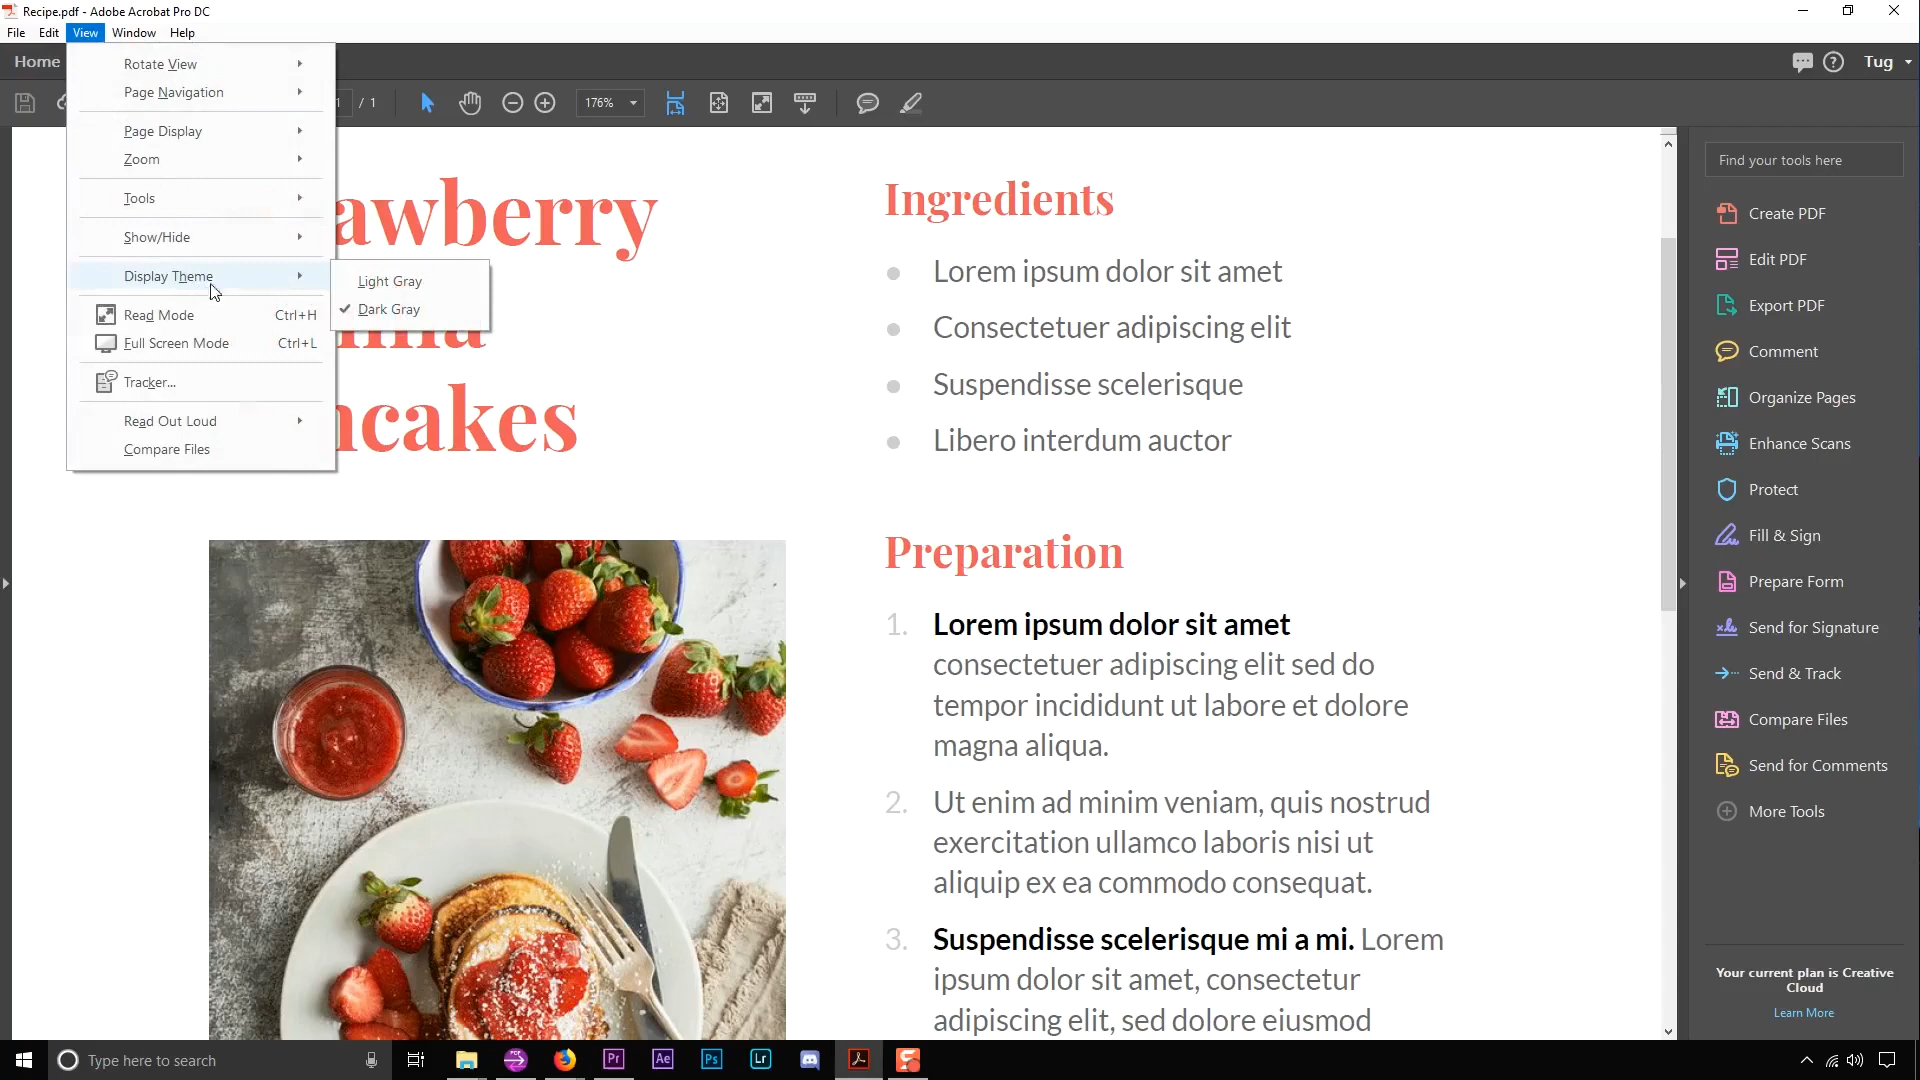 Recipe.pdf - Adobe Acrobat Pro DC
File Edit View Window Help
Home
Tug
1 / 1
176%
Rotate View
Page Navigation
Page Display
Zoom
Tools
Show/Hide
Display Theme
Read Mode Ctrl+H
Full Screen Mode Ctrl+L
Tracker...
Read Out Loud
Compare Files
Light Gray
Dark Gray
awberry
ncakes
Ingredients
Lorem ipsum dolor sit amet
Consectetuer adipiscing elit
Suspendisse scelerisque
Libero interdum auctor
Preparation
1. Lorem ipsum dolor sit amet
consectetuer adipiscing elit sed do
tempor incididunt ut labore et dolore
magna aliqua.
2. Ut enim ad minim veniam, quis nostrud
exercitation ullamco laboris nisi ut
aliquip ex ea commodo consequat.
3. Suspendisse scelerisque mi a mi. Lorem
ipsum dolor sit amet, consectetur
adipiscing elit, sed dolore eiusmod
Find your tools here
Create PDF
Edit PDF
Export PDF
Comment
Organize Pages
Enhance Scans
Protect
Fill & Sign
Prepare Form
Send for Signature
Send & Track
Compare Files
Send for Comments
More Tools
Your current plan is Creative
Cloud
Learn More
Type here to search
Pr
Ae
Ps
Lr